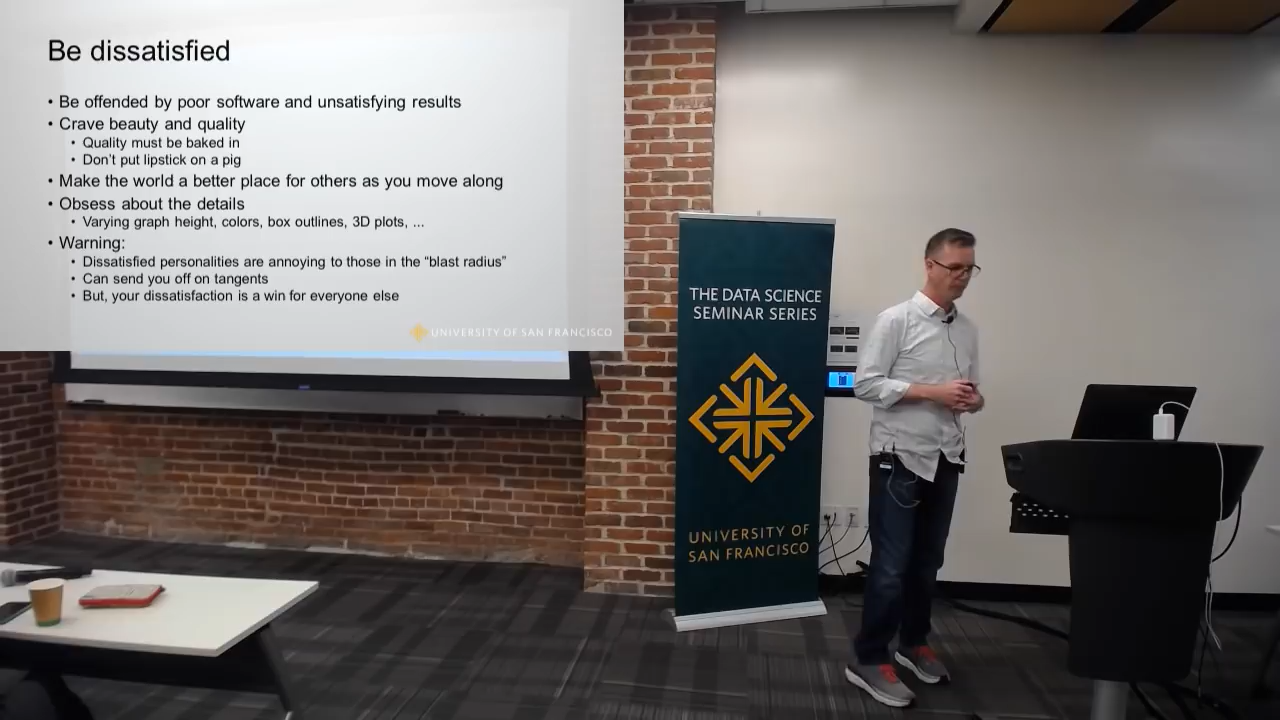 Be dissatisfied
• Be offended by poor software and unsatisfying results
• Crave beauty and quality
• Quality must be baked in
• Don't put lipstick on a pig
• Make the world a better place for others as you move along
• Obsess about the details
• Varying graph height, colors, box outlines, 3D plots, ...
• Warning:
• Dissatisfied personalities are annoying to those in the “blast radius”
• Can send you off on tangents
• But, your dissatisfaction is a win for everyone else
UNIVERSITY OF SAN FRANCISCO
THE DATA SCIENCE
SEMINAR SERIES
UNIVERSITY OF
SAN FRANCISCO